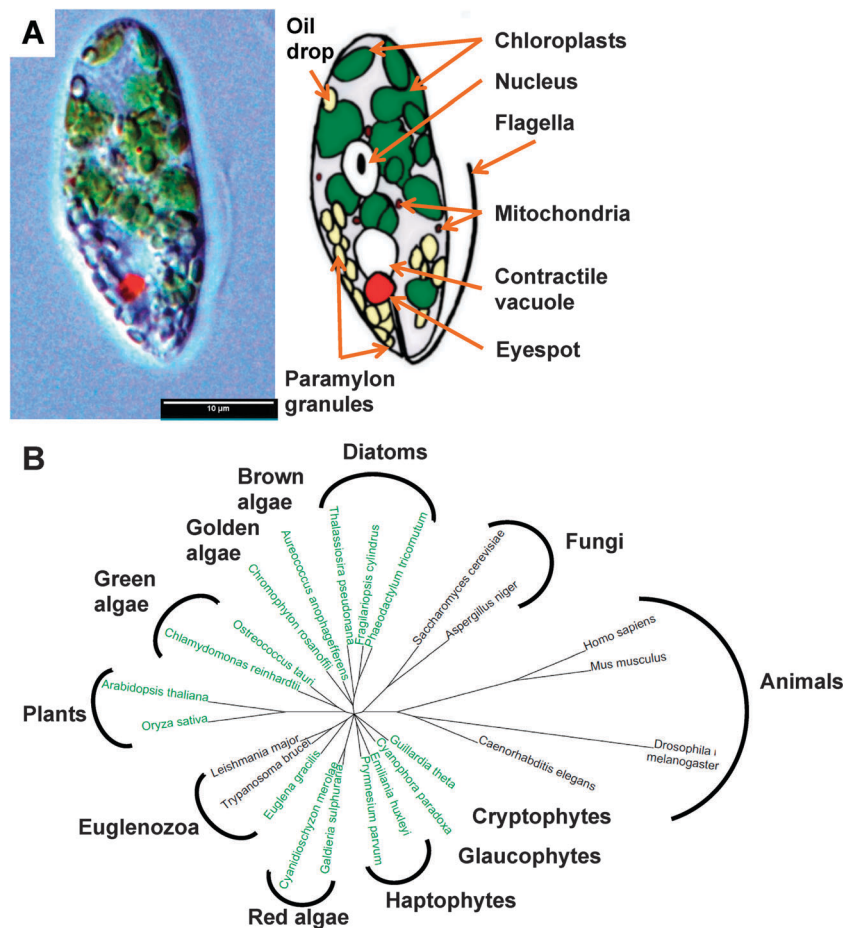 A
Oil
drop
Chloroplasts
Nucleus
Flagella
Mitochondria
Contractile
vacuole
Eyespot
Paramylon
granules
10 µm
B
Diatoms
Brown
algae
Golden
algae
Green
algae
Plants
Euglenozoa
Red algae
Haptophytes
Glaucophytes
Cryptophytes
Animals
Fungi
Thalassiosira pseudonana
Fragilariopsis cylindrus
Phaeodactylum tricornutum
Aureococcus anophagefferens
Chromophyton rosanoffii
Ostreococcus tauri
Chlamydomonas reinhardtii
Arabidopsis thaliana
Oryza sativa
Leishmania major
Trypanosoma brucei
Euglena gracilis
Cyanidioschyzon merolae
Galdieria sulphuraria
Prymnesium parvum
Emiliania huxleyi
Cyanophora paradoxa
Guillardia theta
Caenorhabditis elegans
Drosophila
melanogaster
Mus musculus
Homo sapiens
Aspergillus niger
Saccharomyces cerevisiae